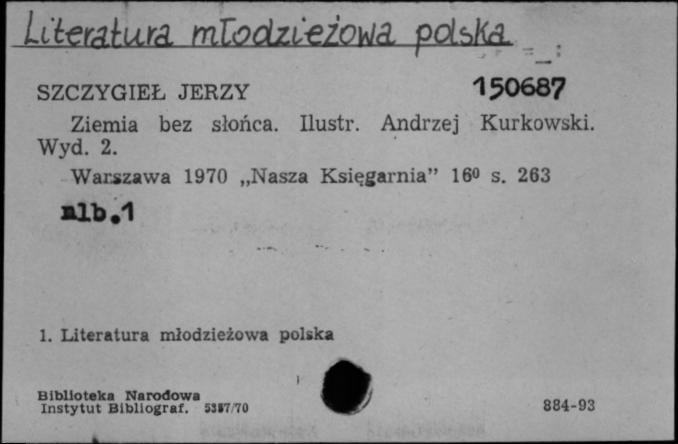 Literatura młodzieżowa polska
SZCZYGIEŁ JERZY 150687
Ziemia bez słońca. Ilustr. Andrzej Kurkowski.
Wyd. 2.
Warszawa 1970 „Nasza Księgarnia” 16⁰ s. 263
nlb.1
1. Literatura młodzieżowa polska
Biblioteka Narodowa
Instytut Bibliograf. 5387/70 884-93